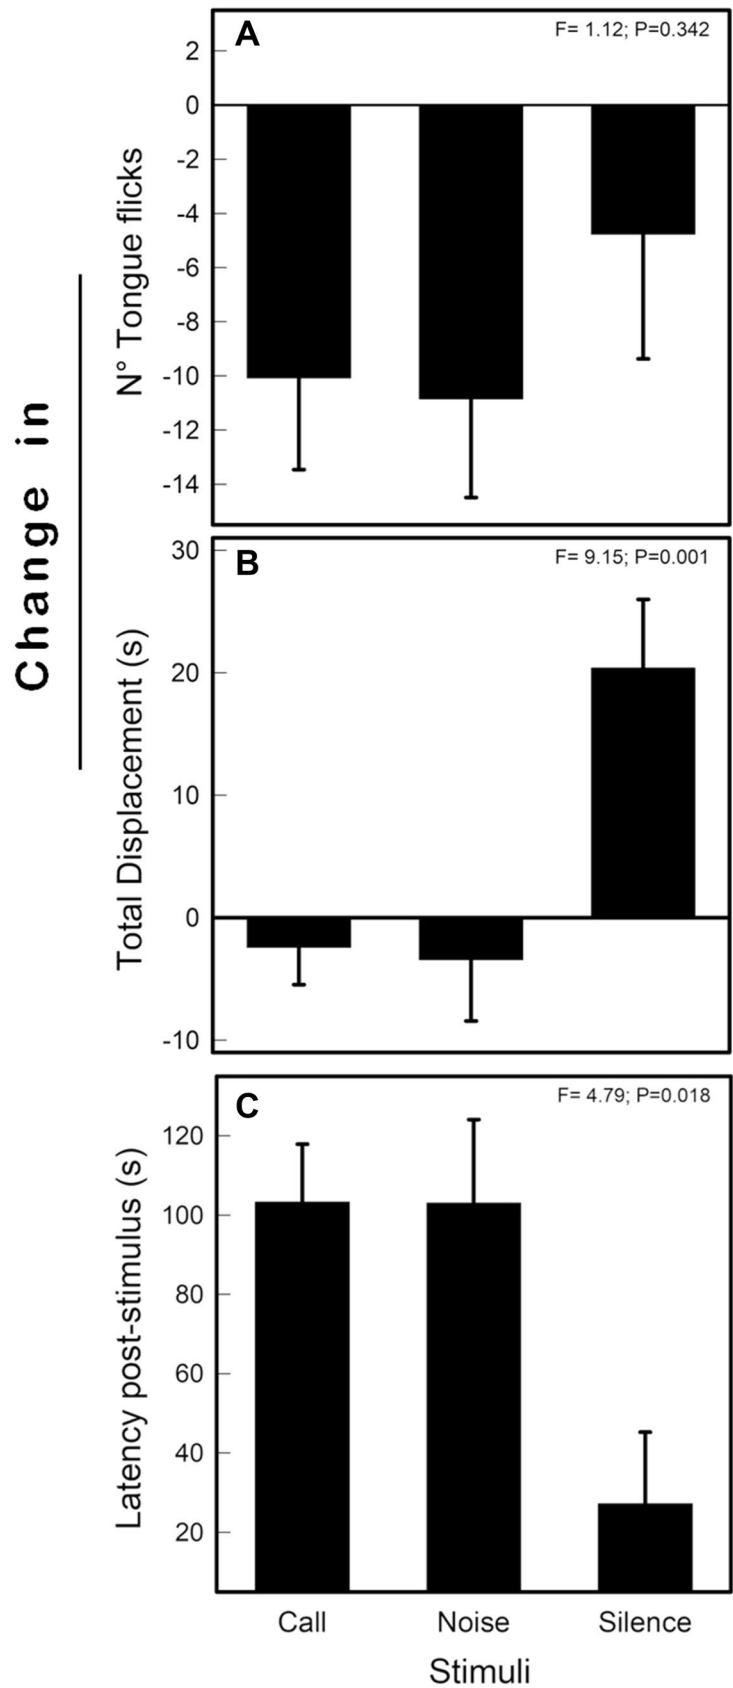 A
F= 1.12; P=0.342
2
0
-2
-4
-6
-8
-10
-12
-14
N° Tongue flicks
Change in
B
F= 9.15; P=0.001
30
20
10
0
-10
Total Displacement (s)
C
F= 4.79; P=0.018
120
100
80
60
40
20
Latency post-stimulus (s)
Call Noise Silence
Stimuli